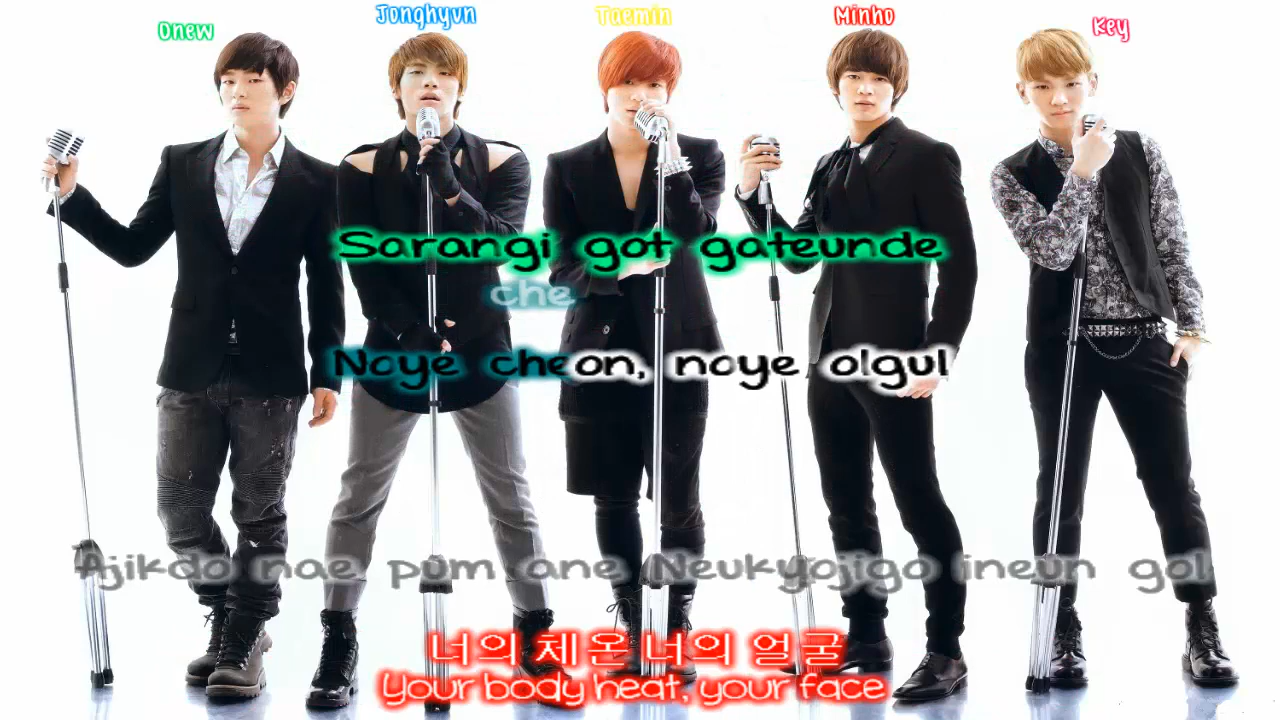 Onew
Jonghyun
Taemin
Minho
Key
Sarangi got gateunde
che
Noye cheon, noye olgul
Ajikdo nae pum ane Neukyojigo ineun gol
너의 체온 너의 얼굴
Your body heat, your face